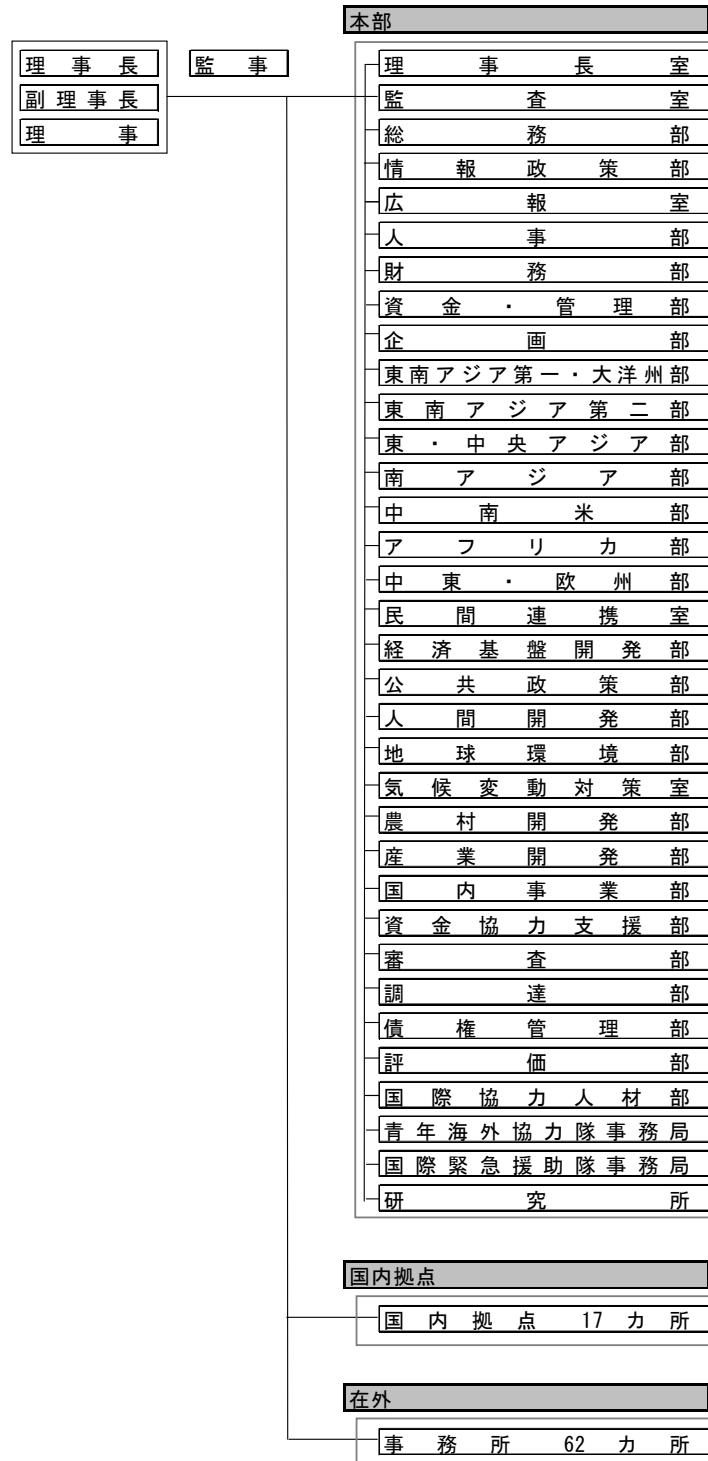 本部
理事長
監事
副理事長
理事
理事長室
監査室
総務部
情報政策部
広報室
人事部
財務部
資金・管理部
企画部
東南アジア第一・大洋州部
東南アジア第二部
東・中央アジア部
南アジア部
中南米部
アフリカ部
中東・欧州部
民間連携室
経済基盤開発部
公共政策部
人間開発部
地球環境部
気候変動対策室
農村開発部
産業開発部
国内事業部
資金協力支援部
審査部
調達部
債権管理部
評価部
国際協力人材部
青年海外協力隊事務局
国際緊急援助隊事務局
研究所
国内拠点
国内拠点 17カ所
在外
事務所 62カ所